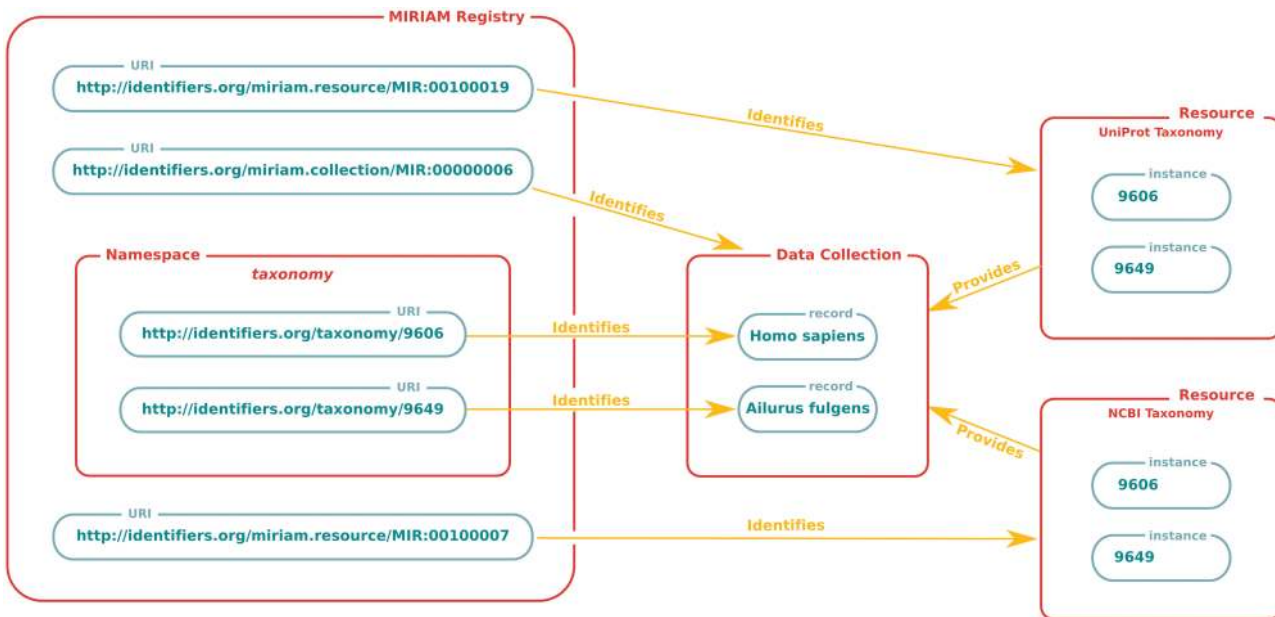 MIRIAM Registry
URI
http://identifiers.org/miriam.resource/MIR:00100019
Identifies
Resource
UniProt Taxonomy
instance
9606
instance
9649
URI
http://identifiers.org/miriam.collection/MIR:00000006
Identifies
Namespace
taxonomy
URI
http://identifiers.org/taxonomy/9606
Identifies
URI
http://identifiers.org/taxonomy/9649
Identifies
Data Collection
record
Homo sapiens
record
Ailurus fulgens
Provides
Provides
Resource
NCBI Taxonomy
instance
9606
instance
9649
URI
http://identifiers.org/miriam.resource/MIR:00100007
Identifies